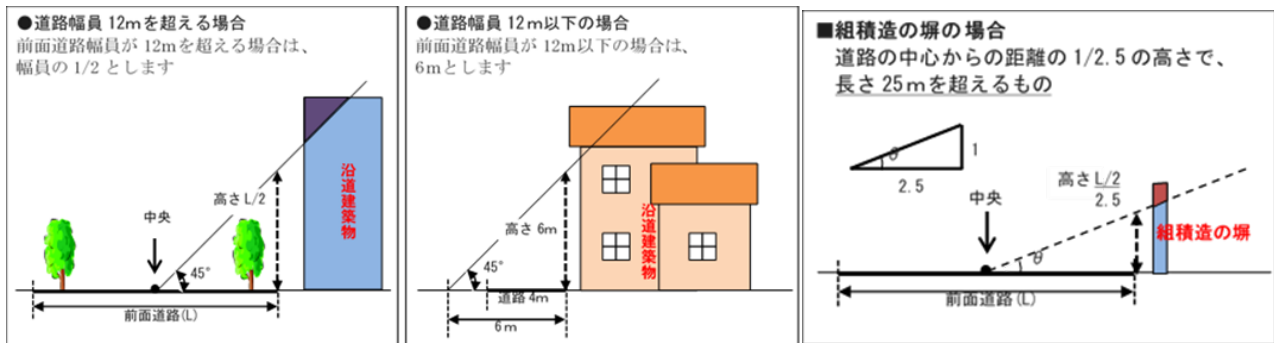 ●道路幅員12mを超える場合
前面道路幅員が 12mを超える場合は、
幅員の 1/2 とします
沿道建築物
高さ L/2
中央
45°
前面道路(L)
●道路幅員 12m以下の場合
前面道路幅員が 12m以下の場合は、
6mとします
沿道建築物
高さ 6m
45°
道路 4m
6m
■組積造の塀の場合
道路の中心からの距離の 1/2.5 の高さで、
長さ 25mを超えるもの
θ
1
2.5
高さ L/2
2.5
中央
組積造の塀
θ
前面道路(L)